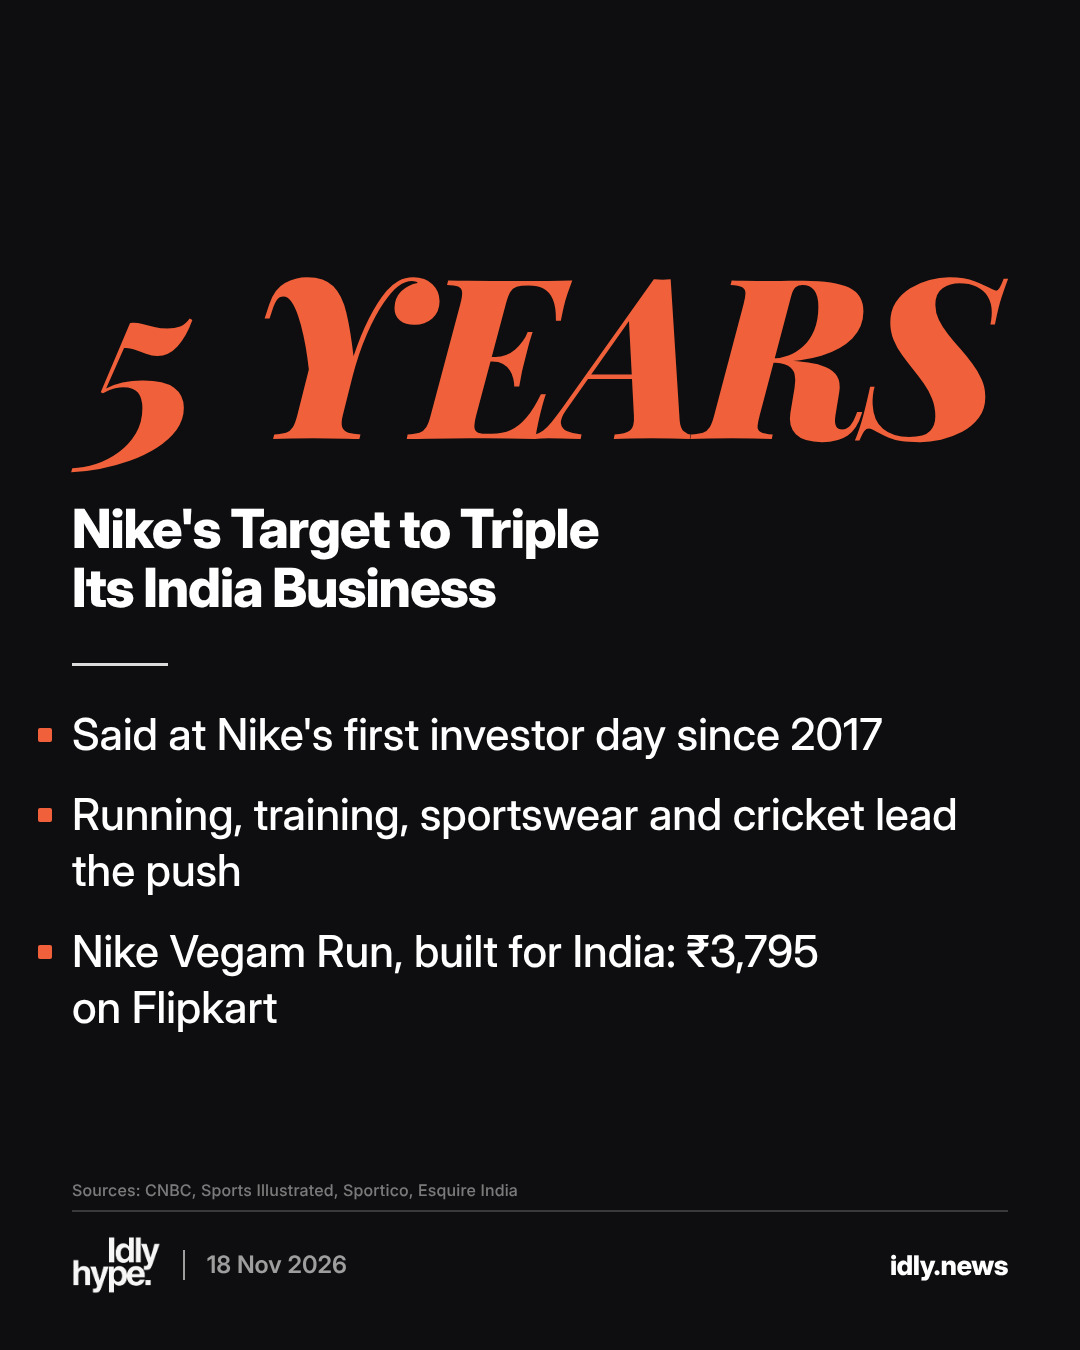 5 YEARS
Nike's Target to Triple
Its India Business
Said at Nike's first investor day since 2017
Running, training, sportswear and cricket lead
the push
Nike Vegam Run, built for India: ₹3,795
on Flipkart
Sources: CNBC, Sports Illustrated, Sportico, Esquire India
Idly
hype.
18 Nov 2026
idly.news